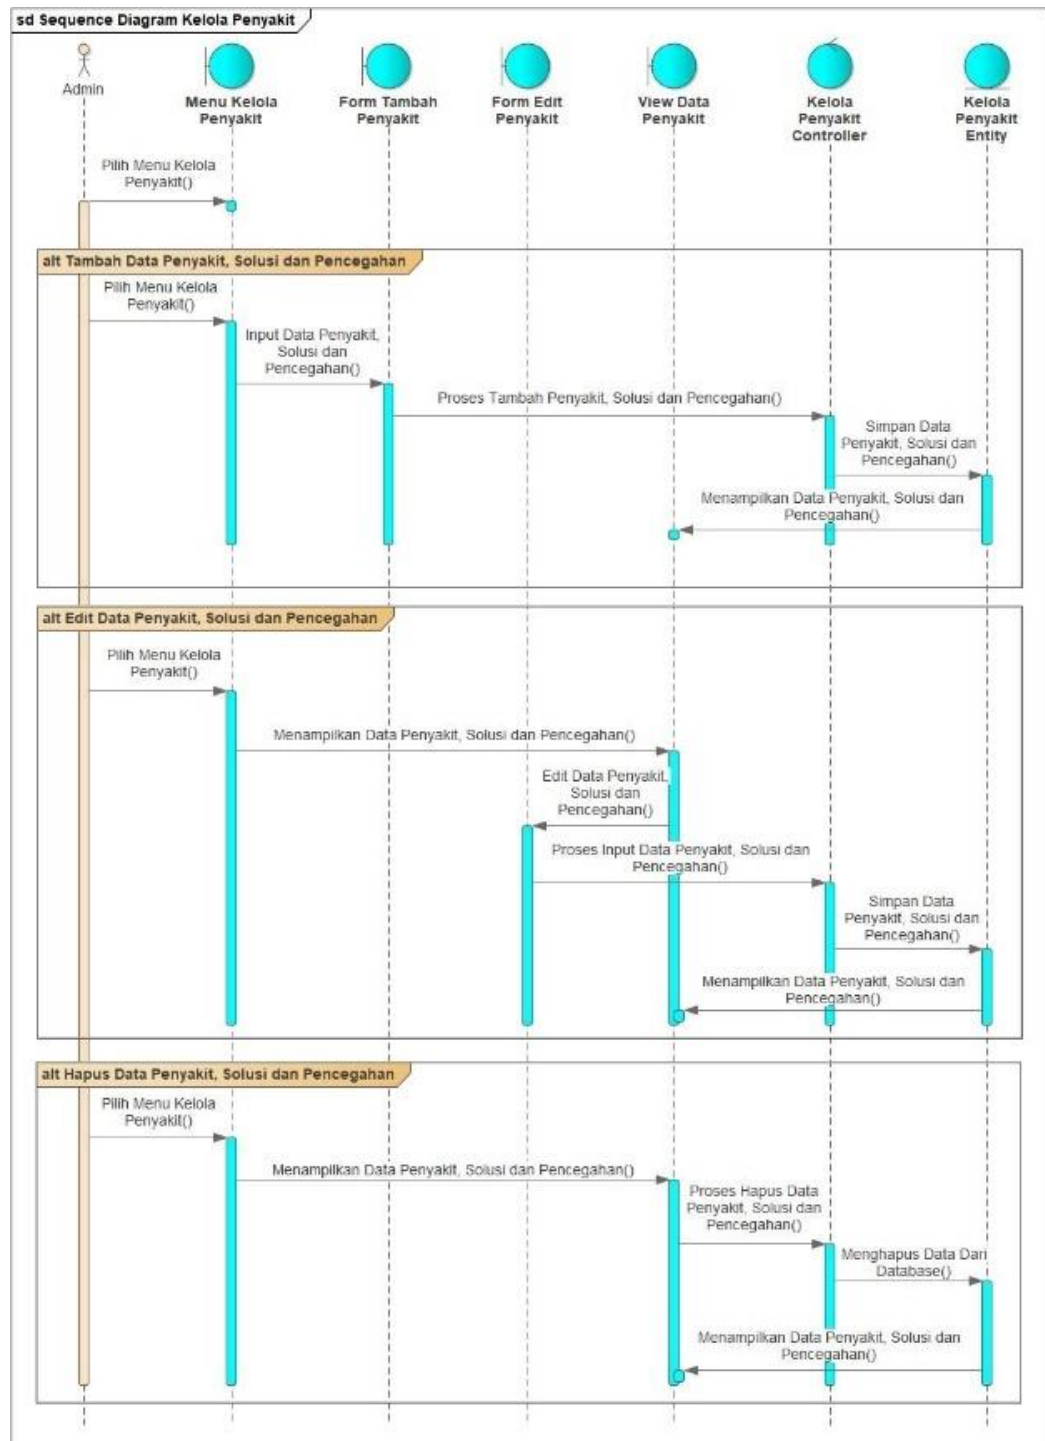 sd Sequence Diagram Kelola Penyakit
Admin
Menu Kelola
Penyakit
Form Tambah
Penyakit
Form Edit
Penyakit
View Data
Penyakit
Kelola
Penyakit
Controller
Kelola
Penyakit
Entity
Pilih Menu Kelola
Penyakit()
alt Tambah Data Penyakit, Solusi dan Pencegahan
Pilih Menu Kelola
Penyakit()
Input Data Penyakit,
Solusi dan
Pencegahan()
Proses Tambah Penyakit, Solusi dan Pencegahan()
Simpan Data
Penyakit, Solusi dan
Pencegahan()
Menampilkan Data Penyakit, Solusi dan
Pencegahan()
alt Edit Data Penyakit, Solusi dan Pencegahan
Pilih Menu Kelola
Penyakit()
Menampilkan Data Penyakit, Solusi dan Pencegahan()
Edit Data Penyakit,
Solusi dan
Pencegahan()
Proses Input Data Penyakit, Solusi dan
Pencegahan()
Simpan Data
Penyakit, Solusi dan
Pencegahan()
Menampilkan Data Penyakit, Solusi dan
Pencegahan()
alt Hapus Data Penyakit, Solusi dan Pencegahan
Pilih Menu Kelola
Penyakit()
Menampilkan Data Penyakit, Solusi dan Pencegahan()
Proses Hapus Data
Penyakit, Solusi dan
Pencegahan()
Menghapus Data Dari
Database()
Menampilkan Data Penyakit, Solusi dan
Pencegahan()